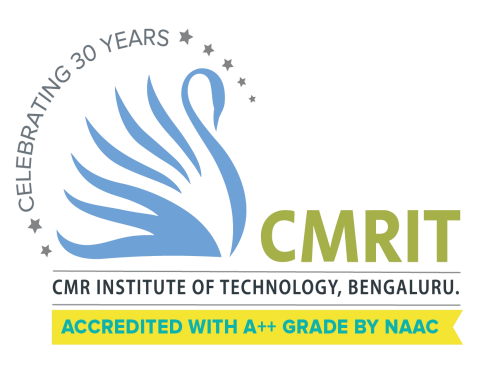 CELEBRATING 30 YEARS
CMRIT
CMR INSTITUTE OF TECHNOLOGY, BENGALURU.
ACCREDITED WITH A++ GRADE BY NAAC